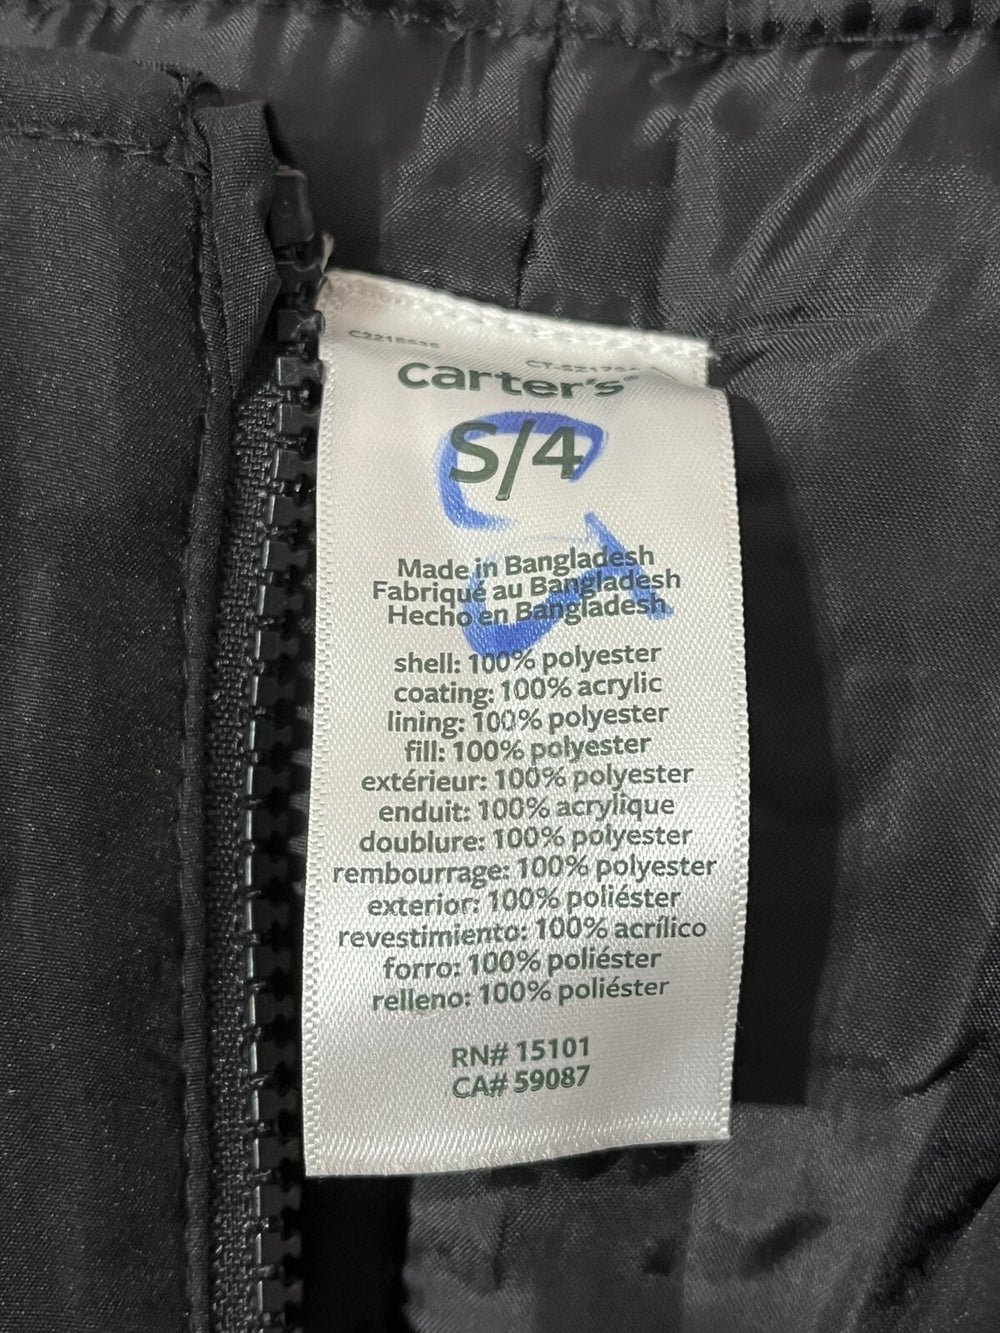 carter's
S/4
Made in Bangladesh
Fabriqué au Bangladesh
Hecho en Bangladesh
shell: 100% polyester
coating: 100% acrylic
lining: 100% polyester
fill: 100% polyester
extérieur: 100% polyester
enduit: 100% acrylique
doublure: 100% polyester
rembourrage: 100% polyester
exterior: 100% poliéster
revestimiento: 100% acrílico
forro: 100% poliéster
relleno: 100% poliéster
RN# 15101
CA# 59087